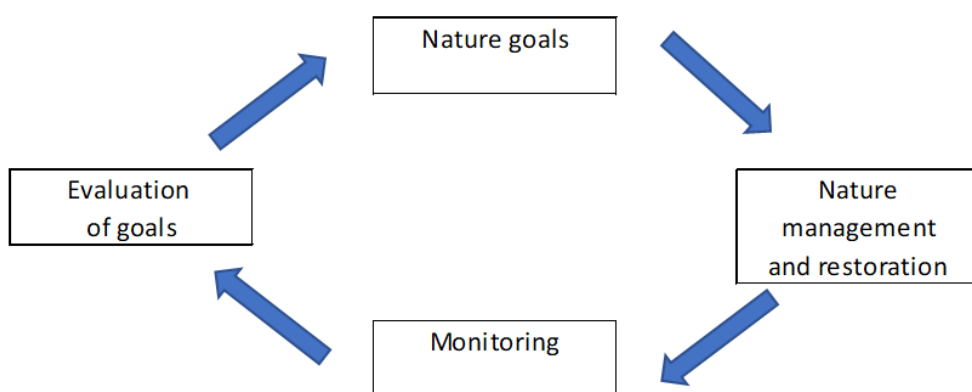 Nature goals
Evaluation
of goals
Nature
management
and restoration
Monitoring